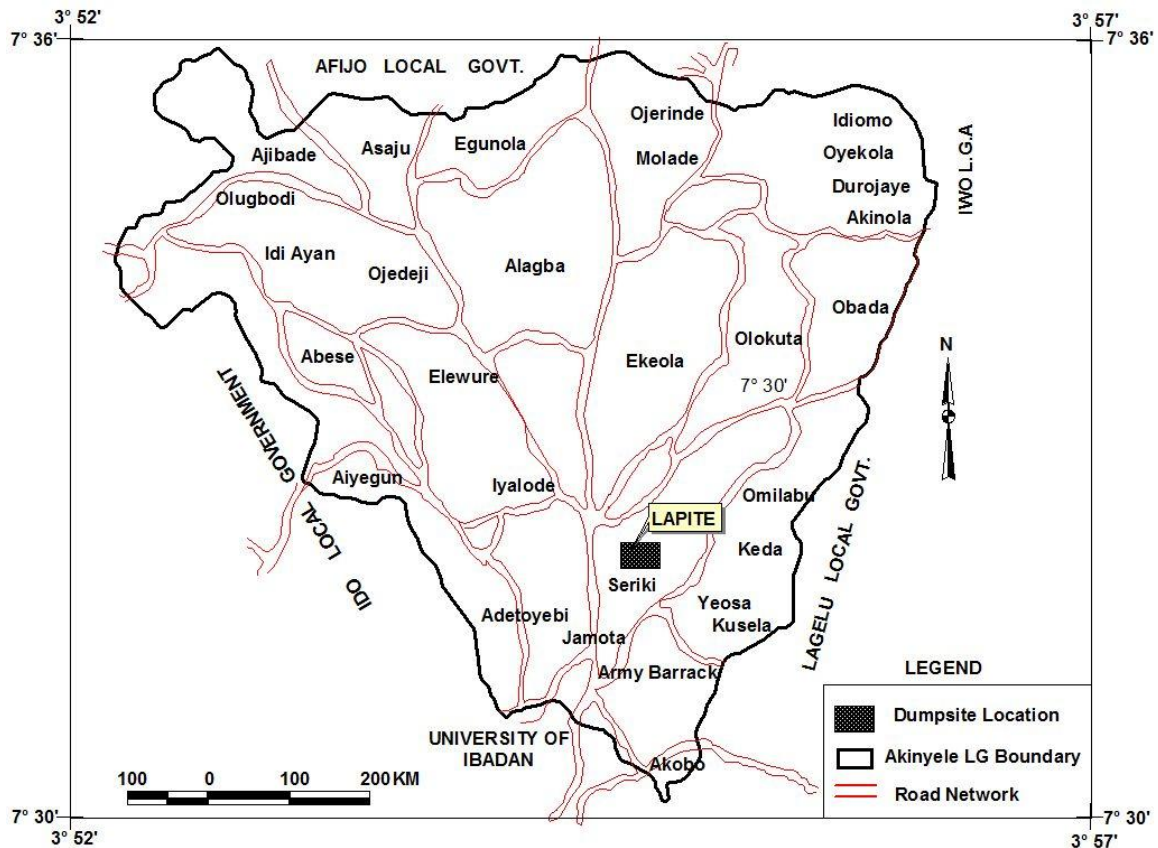 3° 52'
3° 57'
7° 36'
7° 36'
AFIJO LOCAL GOVT.
Ojerinde
Idiomo
Asaju
Egunola
Ajibade
Molade
Oyekola
IWO L.G.A
Durojaye
Olugbodi
Akinola
Idi Ayan
Ojedeji
Alagba
Obada
Olokuta
N
Abese
Elewure
Ekeola
7° 30'
IDO LOCAL GOVERNMENT
Aiyegun
Iyalode
Omilabu
LAPITE
Keda
LAGELU LOCAL GOVT.
Seriki
Adetoyebi
Yeosa
Kusela
Jamota
Army Barrack
LEGEND
Dumpsite Location
UNIVERSITY OF
IBADAN
Akinyele LG Boundary
Akobo
100 0 100 200 KM
Road Network
7° 30'
7° 30'
3° 52'
3° 57'